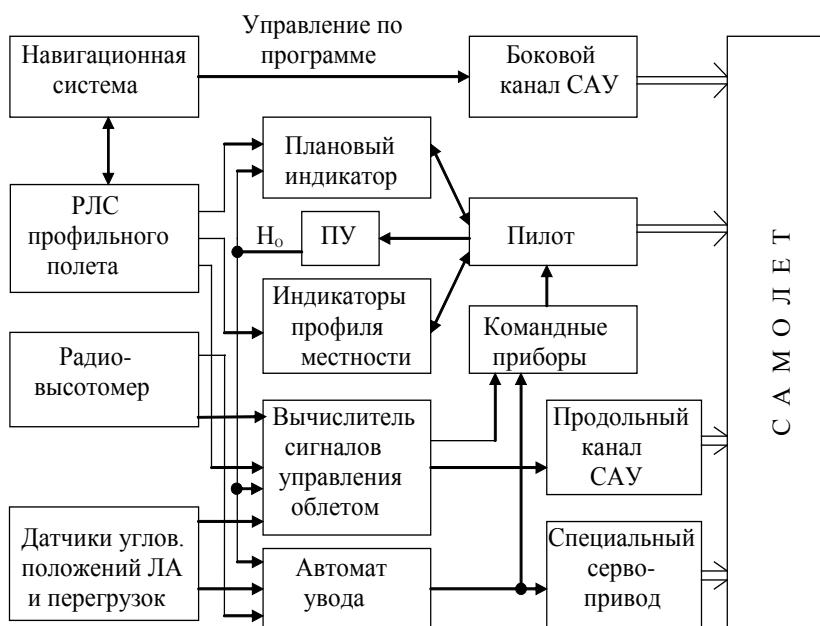 Управление по
программе
Навигационная
система
Боковой
канал САУ
Плановый
индикатор
РЛС
профильного
полета
Hо
ПУ
Пилот
Индикаторы
профиля
местности
Командные
приборы
Радио-
высотомер
Вычислитель
сигналов
управления
облетом
Продольный
канал
САУ
Датчики углов.
положений ЛА
и перегрузок
Автомат
увода
Специальный
серво-
привод
САМОЛЕТ